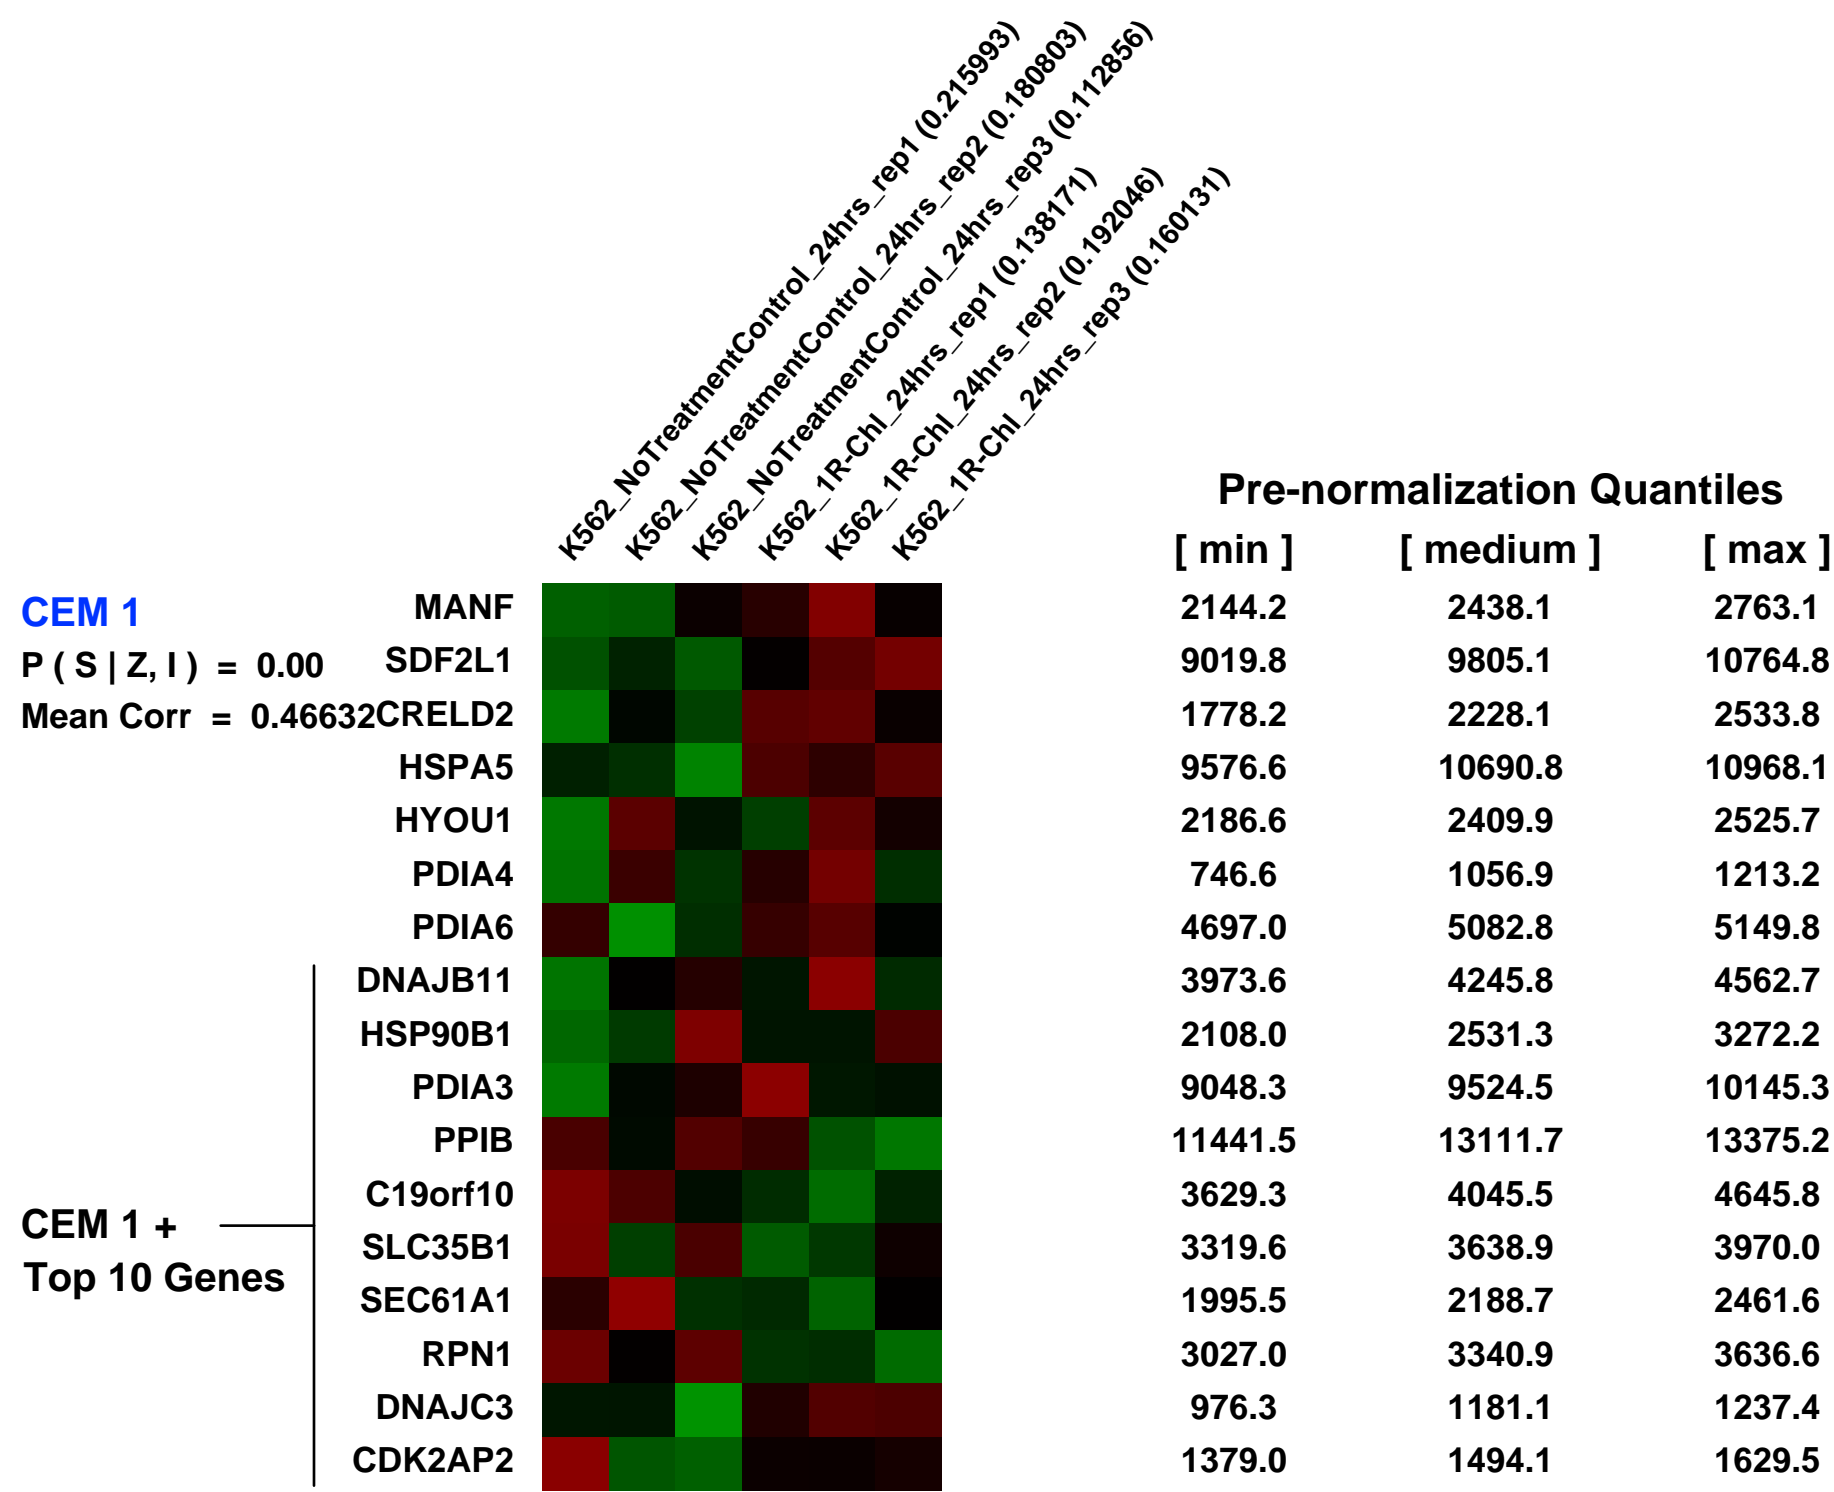 K562_NoTreatmentControl_24hrs_rep1 (0.215993)
K562_NoTreatmentControl_24hrs_rep2 (0.180803)
K562_NoTreatmentControl_24hrs_rep3 (0.112856)
K562_1R-Chl_24hrs_rep1 (0.138171)
K562_1R-Chl_24hrs_rep2 (0.192046)
K562_1R-Chl_24hrs_rep3 (0.160131)
Pre-normalization Quantiles
[ min ] [ medium ] [ max ]
CEM 1
P ( S | Z, I ) = 0.00
Mean Corr = 0.46632
MANF 2144.2 2438.1 2763.1
SDF2L1 9019.8 9805.1 10764.8
CRELD2 1778.2 2228.1 2533.8
HSPA5 9576.6 10690.8 10968.1
HYOU1 2186.6 2409.9 2525.7
PDIA4 746.6 1056.9 1213.2
PDIA6 4697.0 5082.8 5149.8
CEM 1 +
Top 10 Genes
DNAJB11 3973.6 4245.8 4562.7
HSP90B1 2108.0 2531.3 3272.2
PDIA3 9048.3 9524.5 10145.3
PPIB 11441.5 13111.7 13375.2
C19orf10 3629.3 4045.5 4645.8
SLC35B1 3319.6 3638.9 3970.0
SEC61A1 1995.5 2188.7 2461.6
RPN1 3027.0 3340.9 3636.6
DNAJC3 976.3 1181.1 1237.4
CDK2AP2 1379.0 1494.1 1629.5